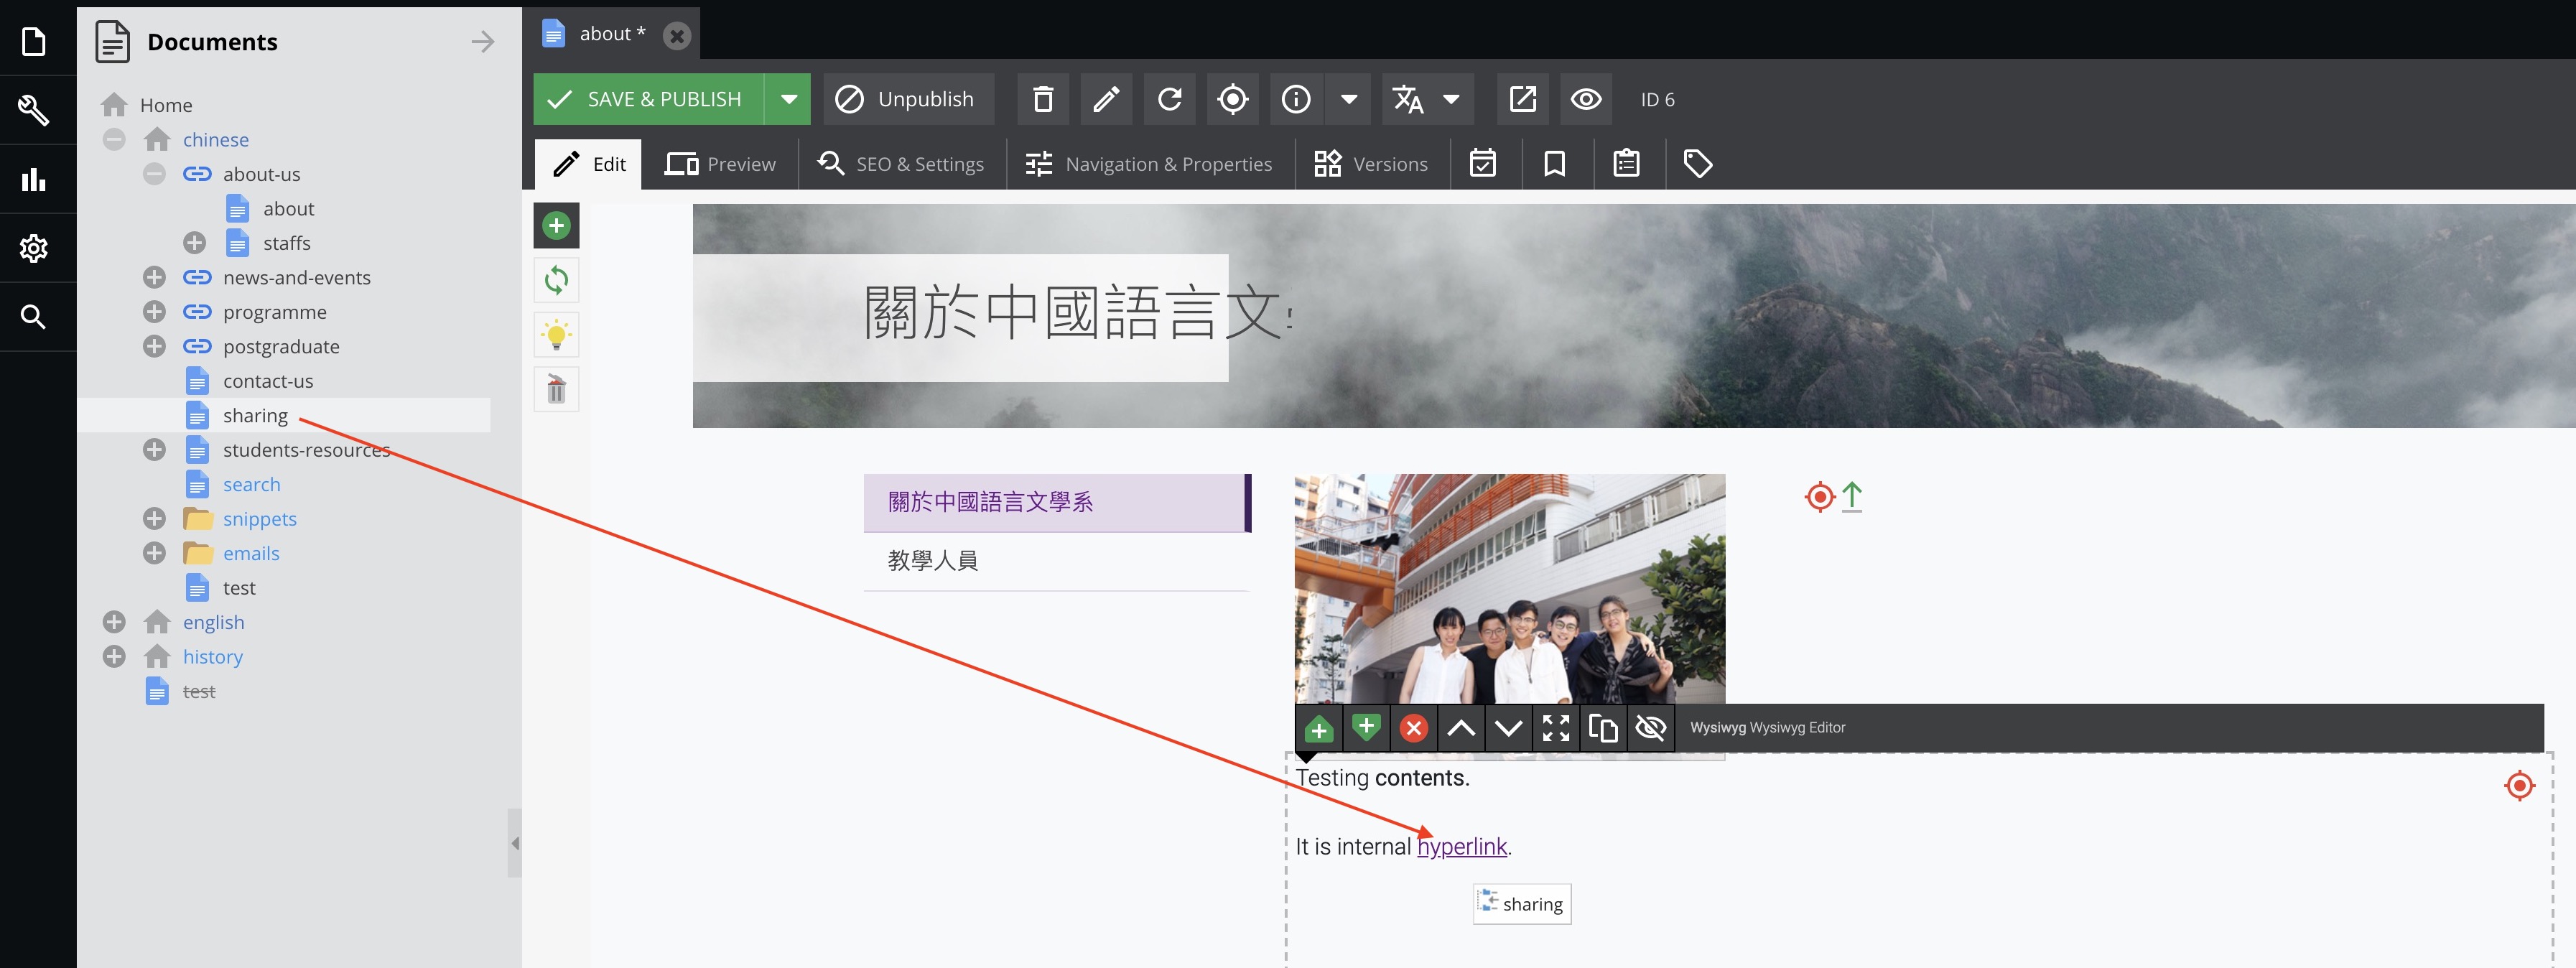 Documents
Home
chinese
about-us
about
staffs
news-and-events
programme
postgraduate
contact-us
sharing
students-resources
search
snippets
emails
test
english
history
test
about *
SAVE & PUBLISH
Unpublish
ID 6
Edit
Preview
SEO & Settings
Navigation & Properties
Versions
關於中國語言文
關於中國語言文學系
教學人員
Wysiwyg Wysiwyg Editor
Testing contents.
It is internal hyperlink.
sharing